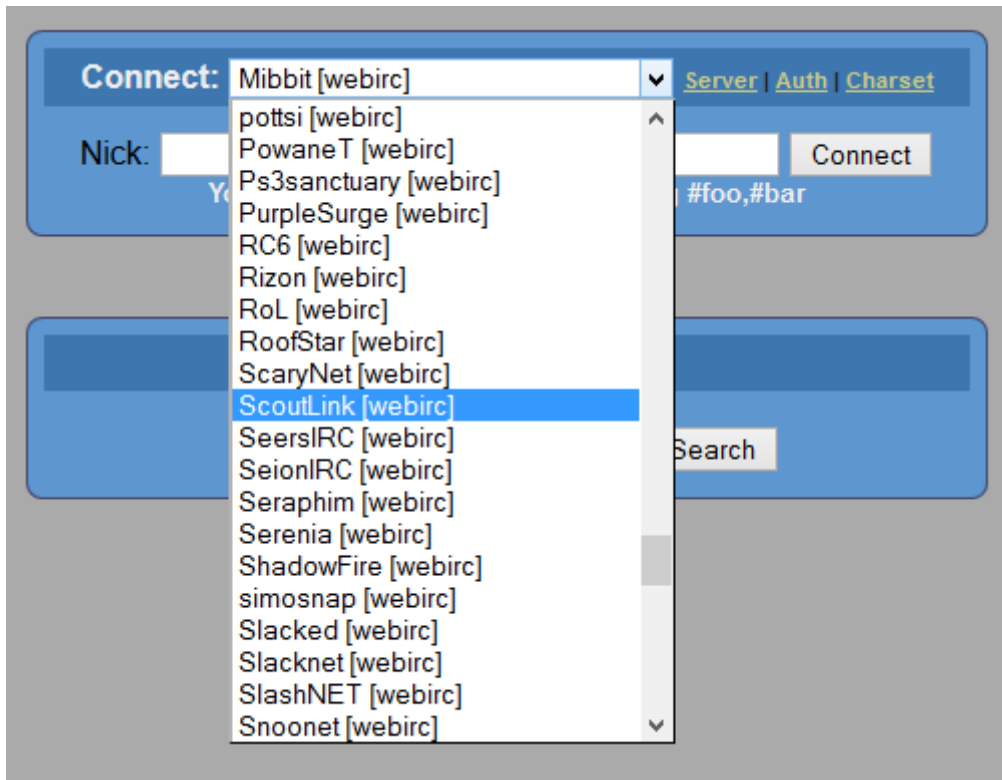 Connect: Mibbit [webirc] Server | Auth | Charset
pottsi [webirc]
Nick: PowaneT [webirc] Connect
Ps3sanctuary [webirc]
#foo,#bar
PurpleSurge [webirc]
RC6 [webirc]
Rizon [webirc]
RoL [webirc]
RoofStar [webirc]
ScaryNet [webirc]
ScoutLink [webirc]
SeersIRC [webirc]
SeionIRC [webirc]
Search
Seraphim [webirc]
Serenia [webirc]
ShadowFire [webirc]
simosnap [webirc]
Slacked [webirc]
Slacknet [webirc]
SlashNET [webirc]
Snoonet [webirc]